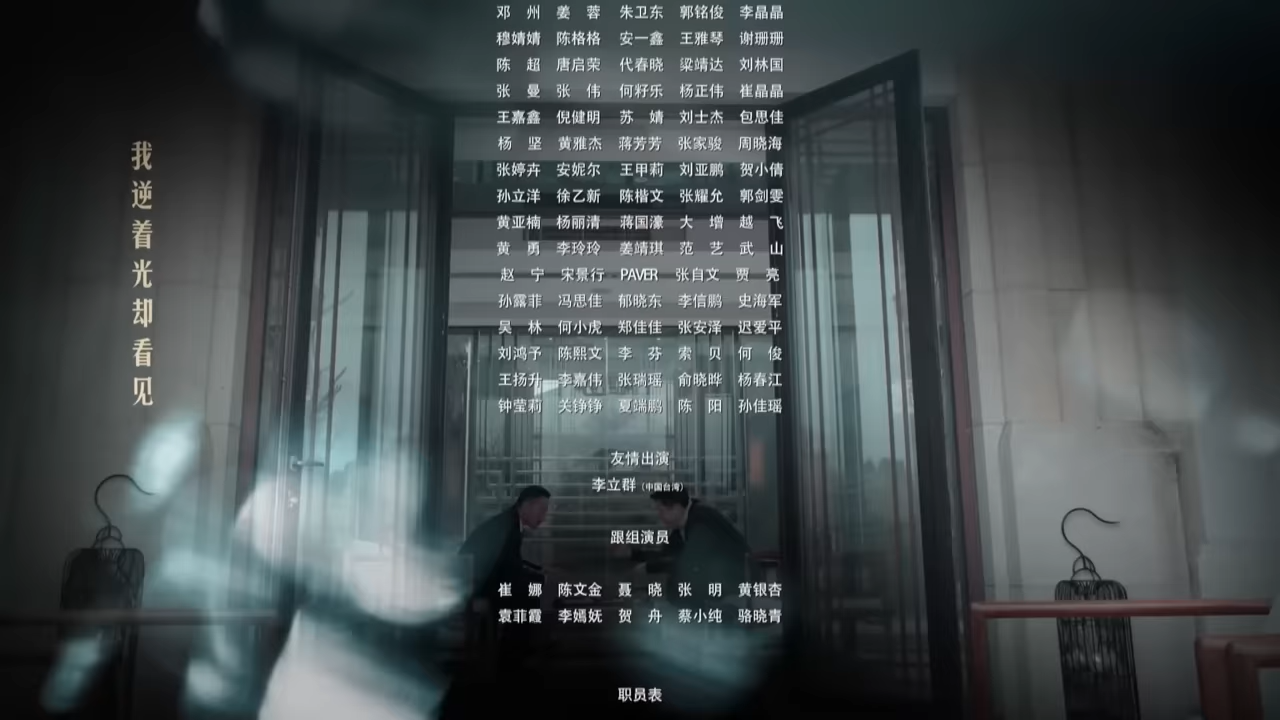 邓州 姜蓉 朱卫东 郭铭俊 李晶晶
穆婧婧 陈格格 安一鑫 王雅琴 谢珊珊
陈超 唐启荣 代春晓 梁靖达 刘林国
张曼 张伟 何籽乐 杨正伟 崔晶晶
王嘉鑫 倪健明 苏婧 刘士杰 包思佳
杨坚 黄雅杰 蒋芳芳 张家骏 周晓海
张婷卉 安妮尔 王甲莉 刘亚鹏 贺小倩
孙立洋 徐乙新 陈楷文 张耀允 郭剑雯
黄亚楠 杨丽清 蒋国濠 大增 越飞
黄勇 李玲玲 姜靖琪 范艺 武山
赵宁 宋景行 PAVER 张自文 贾亮
孙露菲 冯思佳 郁晓东 李信鹏 史海军
吴林 何小虎 郑佳佳 张安泽 迟爱平
刘鸿予 陈熙文 李芬 索贝 何俊
王扬升 李嘉伟 张瑞瑶 俞晓晔 杨春江
钟莹莉 关铮铮 夏端鹏 陈阳 孙佳瑶
友情出演
李立群（中国台湾）
跟组演员
崔娜 陈文金 聂晓 张明 黄银杏
袁菲霞 李嫣妩 贺舟 蔡小纯 骆晓青
职员表
我逆着光却看见